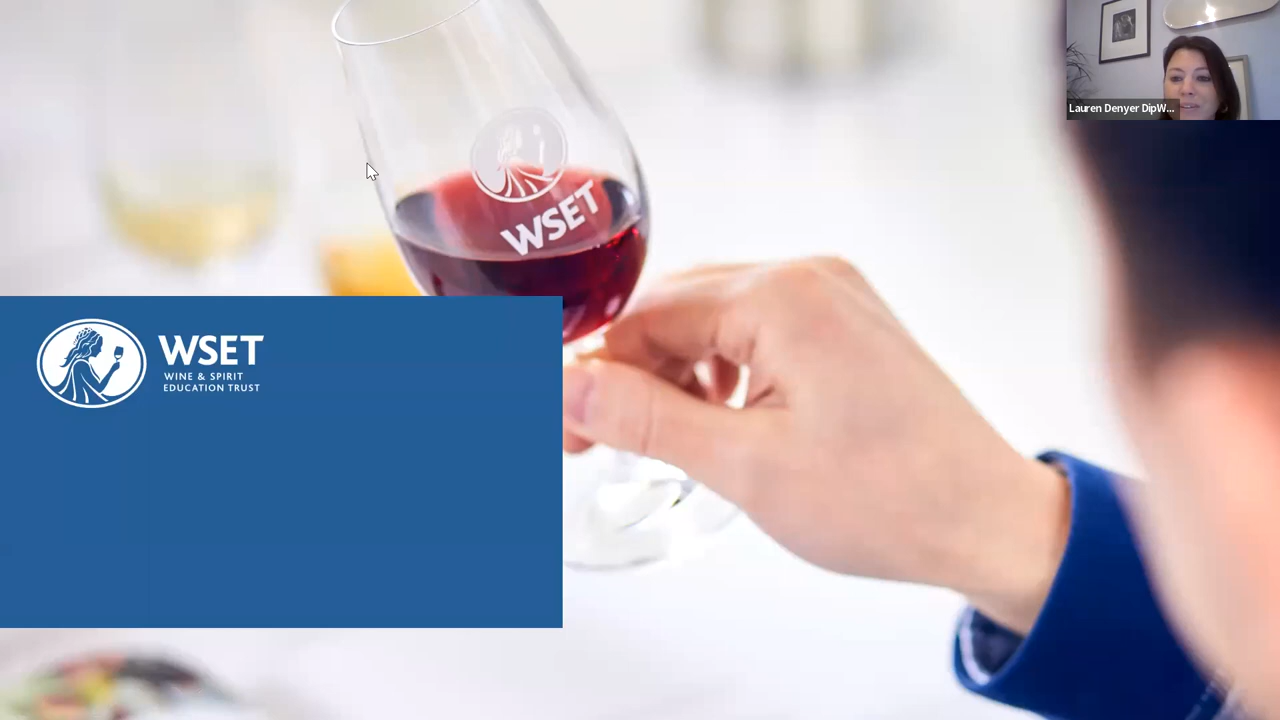 Lauren Denyer DipW...
WSET
WSET
WINE & SPIRIT
EDUCATION TRUST